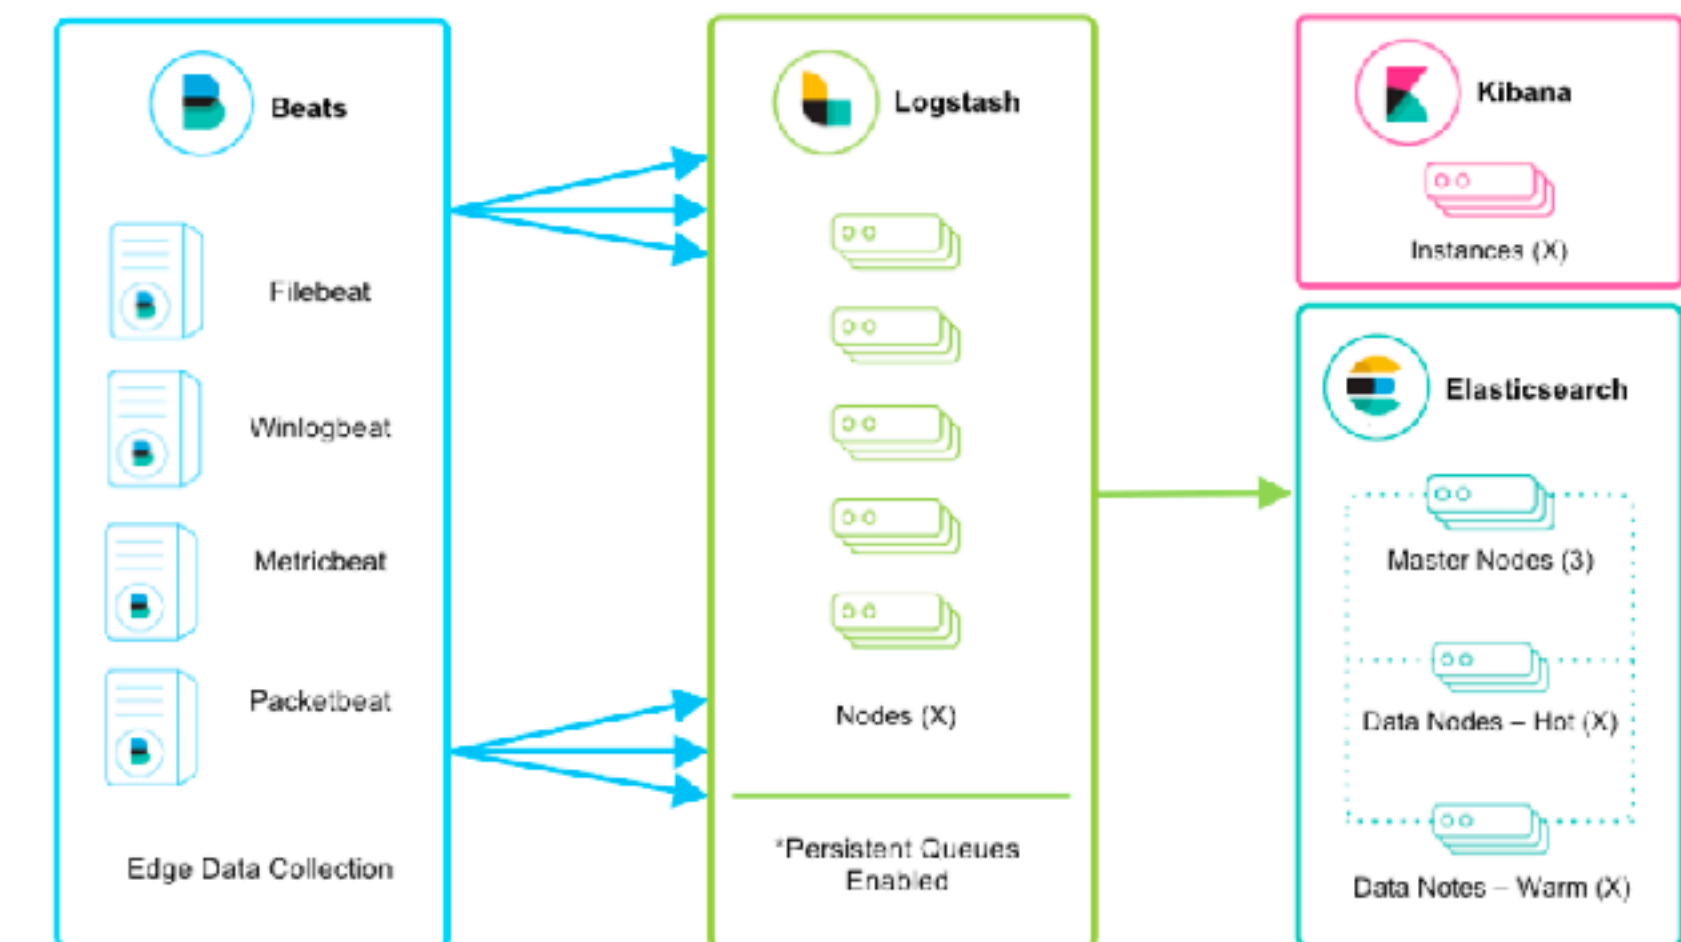 Beats
Filebeat
Winlogbeat
Metricbeat
Packetbeat
Edge Data Collection
Logstash
Nodes (X)
*Persistent Queues
Enabled
Kibana
Instances (X)
Elasticsearch
Master Nodes (3)
Data Nodes – Hot (X)
Data Notes – Warm (X)